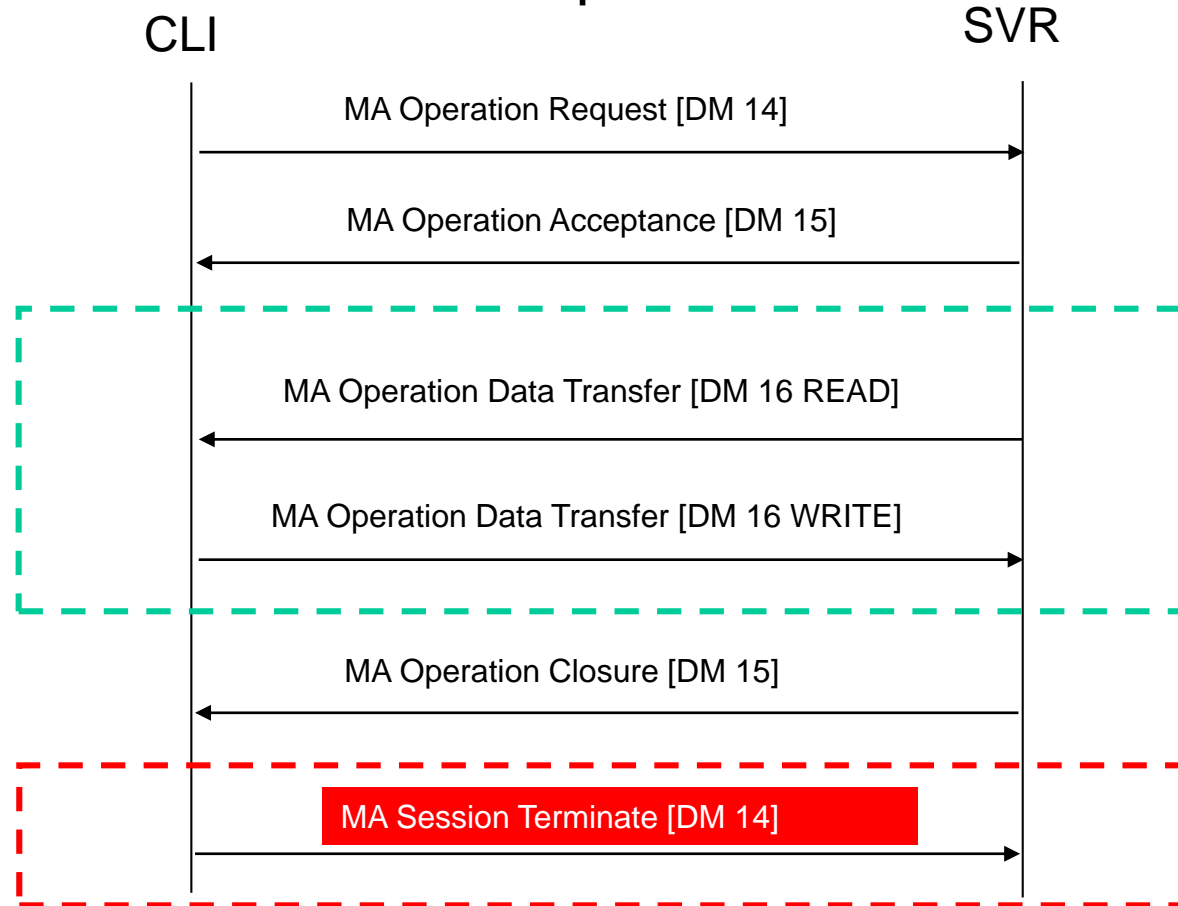 CLI
SVR
MA Operation Request [DM 14]
MA Operation Acceptance [DM 15]
MA Operation Data Transfer [DM 16 READ]
MA Operation Data Transfer [DM 16 WRITE]
MA Operation Closure [DM 15]
MA Session Terminate [DM 14]